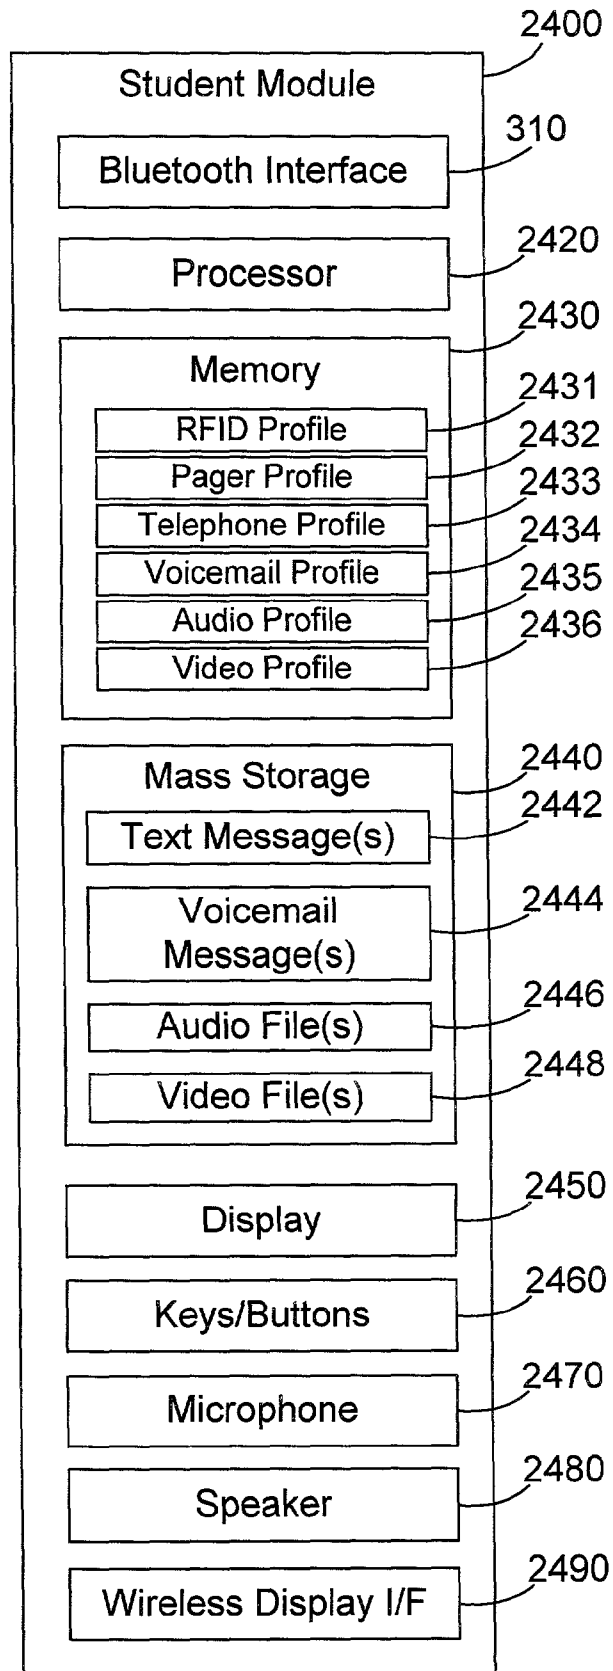 2400
Student Module
310
Bluetooth Interface
2420
Processor
2430
Memory
2431
RFID Profile
2432
Pager Profile
2433
Telephone Profile
2434
Voicemail Profile
2435
Audio Profile
2436
Video Profile
2440
Mass Storage
2442
Text Message(s)
2444
Voicemail
Message(s)
2446
Audio File(s)
2448
Video File(s)
2450
Display
2460
Keys/Buttons
2470
Microphone
2480
Speaker
2490
Wireless Display I/F